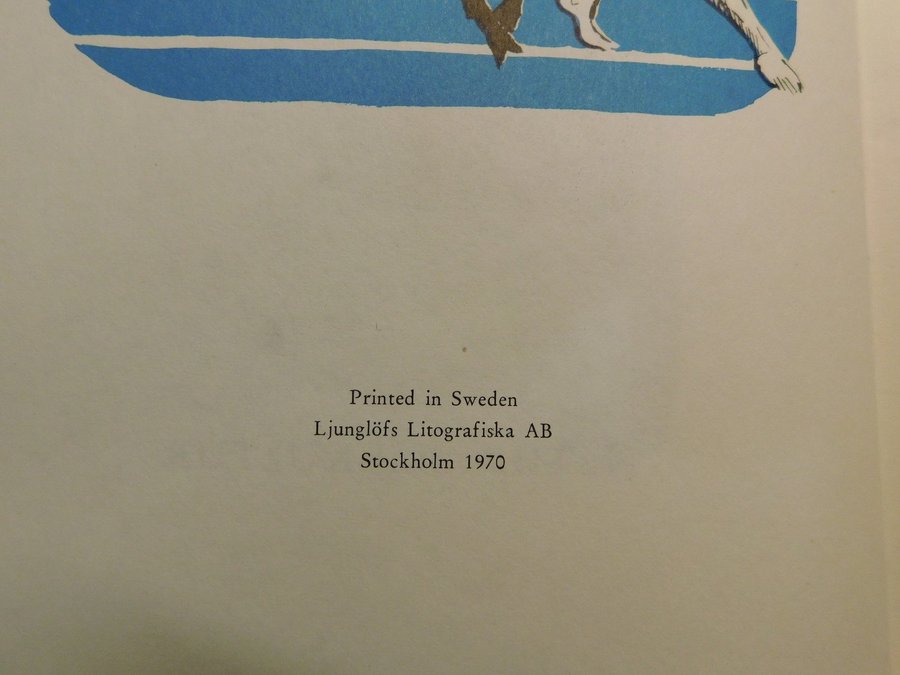 Printed in Sweden
Ljunglöfs Litografiska AB
Stockholm 1970